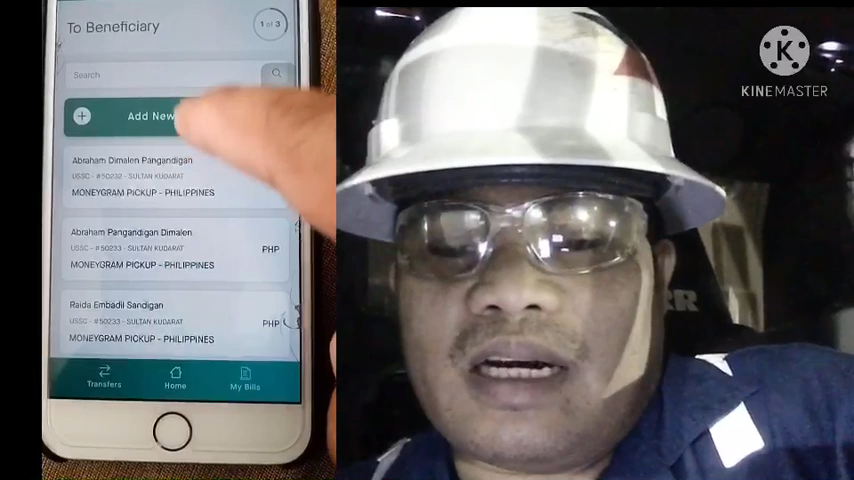 To Beneficiary
1 of 3
Search
Add New
Abraham Dimalen Pangandigan
USSC - #50232 - SULTAN KUDARAT
MONEYGRAM PICKUP - PHILIPPINES
Abraham Pangandigan Dimalen
USSC - #50233 - SULTAN KUDARAT
PHP
MONEYGRAM PICKUP - PHILIPPINES
Raida Embadil Sandigan
USSC - #50233 - SULTAN KUDARAT
PHP
MONEYGRAM PICKUP - PHILIPPINES
Transfers
Home
My Bills
K
KINEMASTER